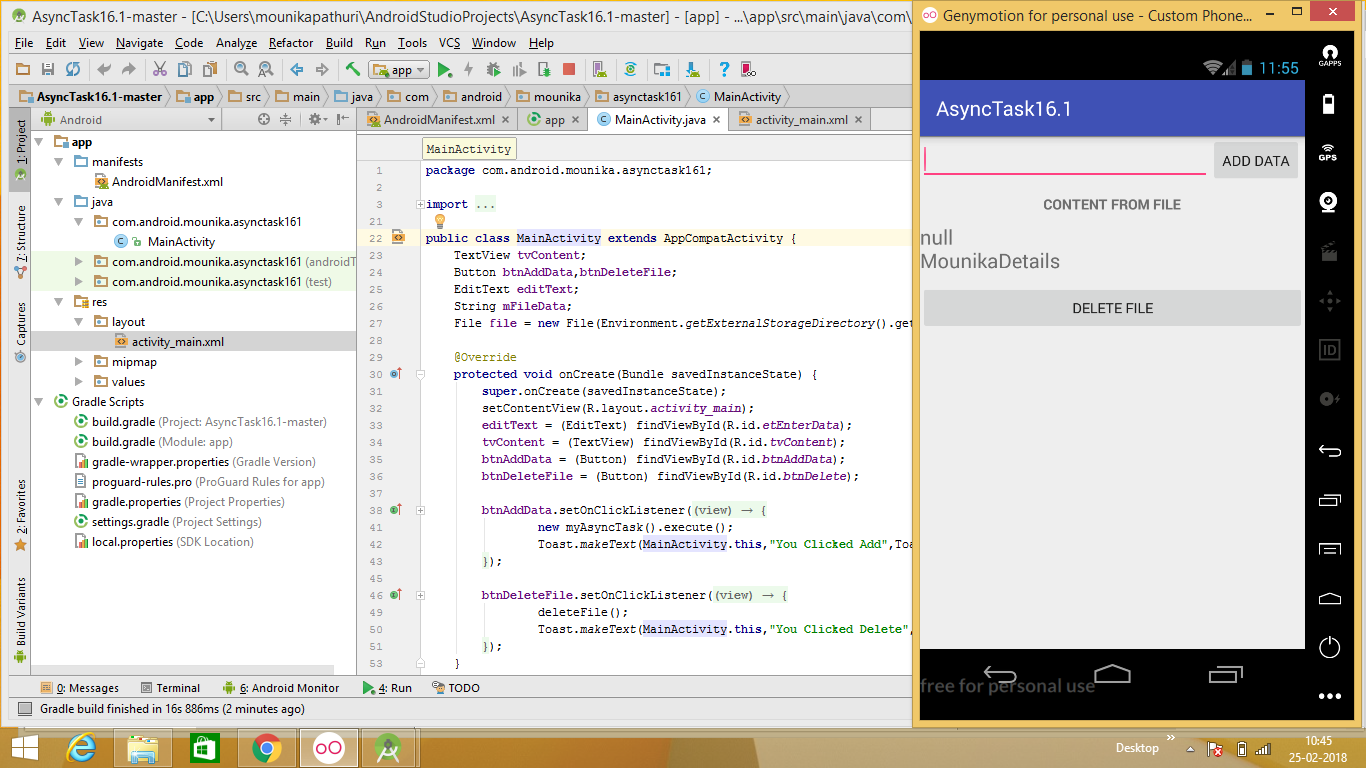 AsyncTask16.1-master - [C:\Users\mounikapathuri\AndroidStudioProjects\AsyncTask16.1-master] - [app] - ...\app\src\main\java\com\
File Edit View Navigate Code Analyze Refactor Build Run Tools VCS Window Help
app
AsyncTask16.1-master app src main java com android mounika asynctask161 MainActivity
1: Project
7: Structure
Captures
2: Favorites
Build Variants
Android
app
manifests
AndroidManifest.xml
java
com.android.mounika.asynctask161
MainActivity
com.android.mounika.asynctask161 (androidT
com.android.mounika.asynctask161 (test)
res
layout
activity_main.xml
mipmap
values
Gradle Scripts
build.gradle (Project: AsyncTask16.1-master)
build.gradle (Module: app)
gradle-wrapper.properties (Gradle Version)
proguard-rules.pro (ProGuard Rules for app)
gradle.properties (Project Properties)
settings.gradle (Project Settings)
local.properties (SDK Location)
AndroidManifest.xml app MainActivity.java activity_main.xml
MainActivity
1 package com.android.mounika.asynctask161;
2
3 import ...
21
22 public class MainActivity extends AppCompatActivity {
23 TextView tvContent;
24 Button btnAddData,btnDeleteFile;
25 EditText editText;
26 String mFileData;
27 File file = new File(Environment.getExternalStorageDirectory().get
28
29 @Override
30 protected void onCreate(Bundle savedInstanceState) {
31 super.onCreate(savedInstanceState);
32 setContentView(R.layout.activity_main);
33 editText = (EditText) findViewById(R.id.etEnterData);
34 tvContent = (TextView) findViewById(R.id.tvContent);
35 btnAddData = (Button) findViewById(R.id.btnAddData);
36 btnDeleteFile = (Button) findViewById(R.id.btnDelete);
37
38 btnAddData.setOnClickListener((view) → {
41 new myAsyncTask().execute();
42 Toast.makeText(MainActivity.this,"You Clicked Add",Toa
43 });
45
46 btnDeleteFile.setOnClickListener((view) → {
49 deleteFile();
50 Toast.makeText(MainActivity.this,"You Clicked Delete",
51 });
53 }
0: Messages Terminal 6: Android Monitor 4: Run TODO
Gradle build finished in 16s 886ms (2 minutes ago)
Genymotion for personal use - Custom Phone...
11:55
AsyncTask16.1
ADD DATA
CONTENT FROM FILE
null
MounikaDetails
DELETE FILE
free for personal use
GAPPS
GPS
ID
Desktop
10:45
25-02-2018